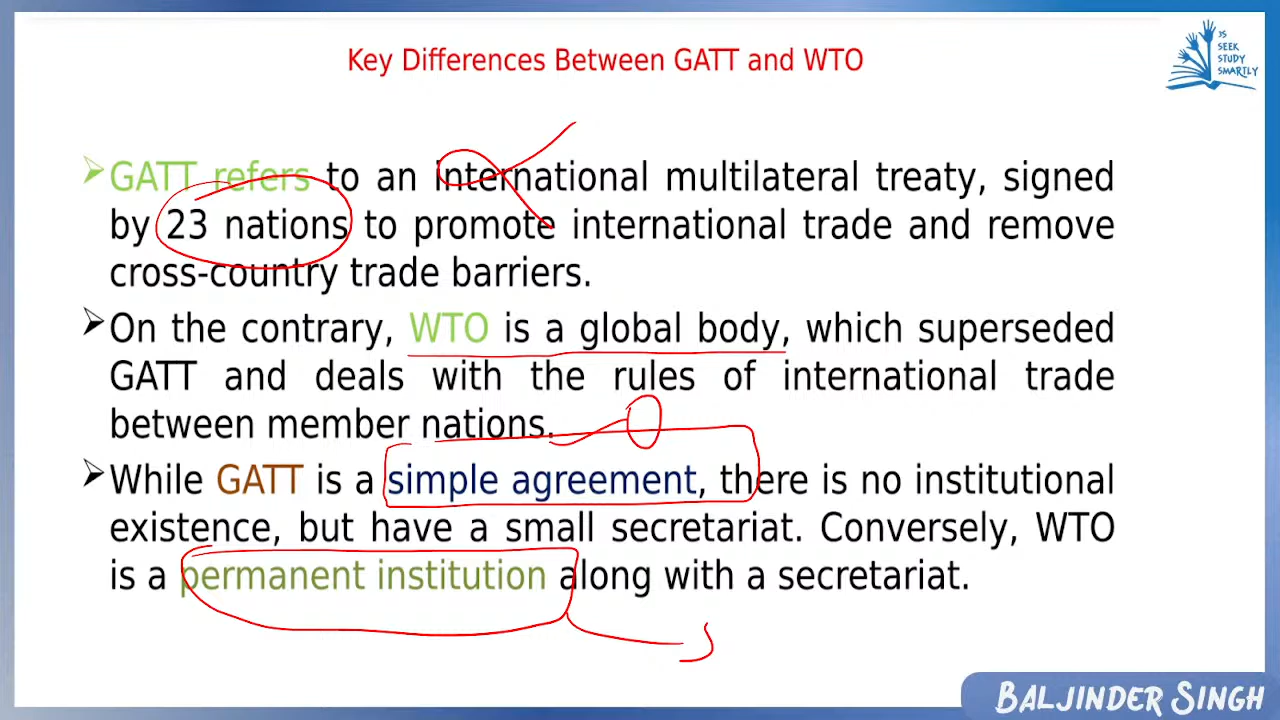 Key Differences Between GATT and WTO
JS
SEEK
STUDY
SMARTLY
GATT refers to an international multilateral treaty, signed
by 23 nations to promote international trade and remove
cross-country trade barriers.
On the contrary, WTO is a global body, which superseded
GATT and deals with the rules of international trade
between member nations.
While GATT is a simple agreement, there is no institutional
existence, but have a small secretariat. Conversely, WTO
is a permanent institution along with a secretariat.
BALJINDER SINGH